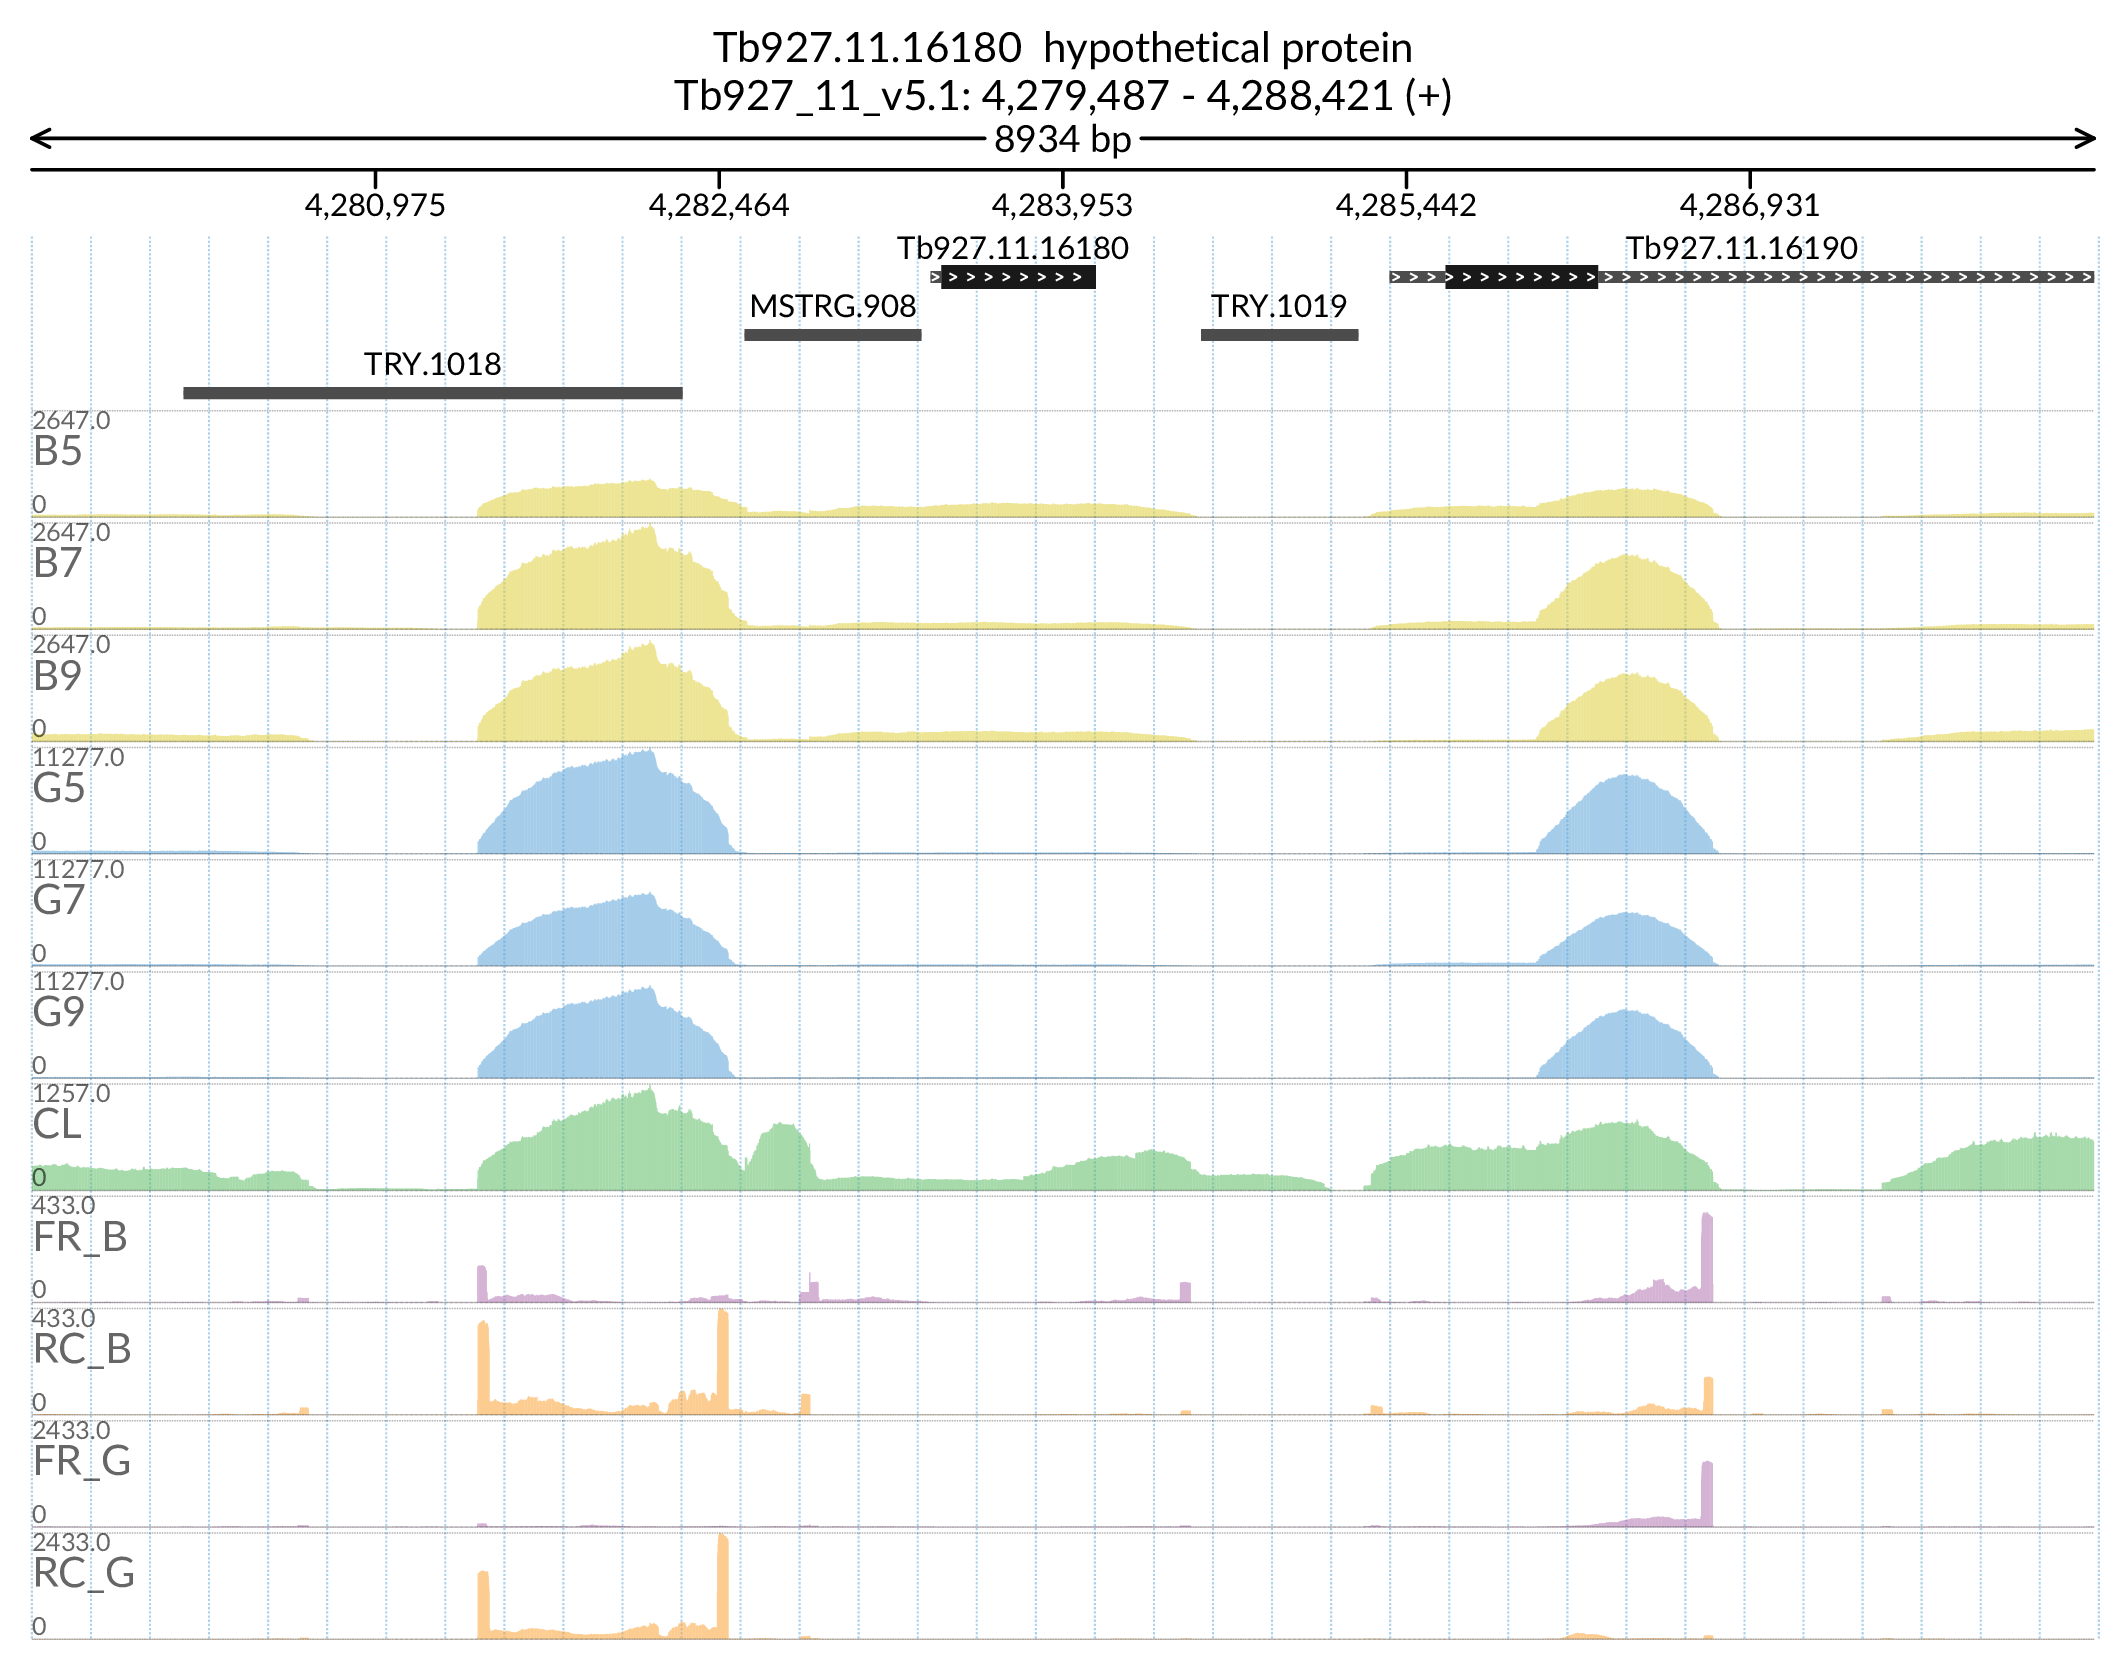 Tb927.11.16180 hypothetical protein
Tb927_11_v5.1: 4,279,487 - 4,288,421 (+)
8934 bp
4,280,975 4,282,464 4,283,953 4,285,442 4,286,931
Tb927.11.16180 Tb927.11.16190
MSTRG.908 TRY.1019
TRY.1018
2647.0
B5
0
2647.0
B7
0
2647.0
B9
0
11277.0
G5
0
11277.0
G7
0
11277.0
G9
0
1257.0
CL
0
433.0
FR_B
0
433.0
RC_B
0
2433.0
FR_G
0
2433.0
RC_G
0